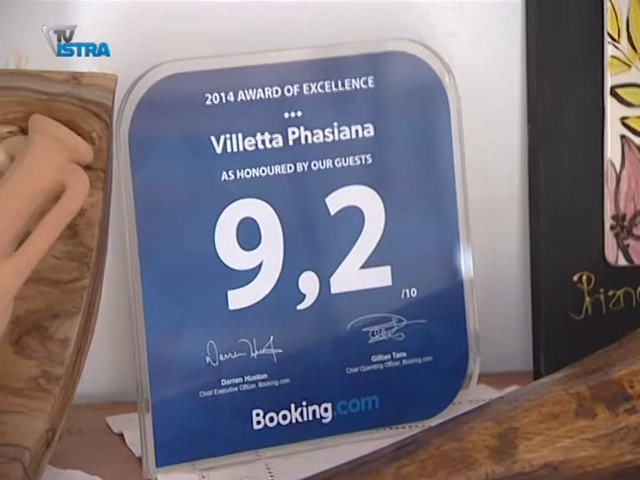 TV
ISTRA
2014 AWARD OF EXCELLENCE
Villetta Phasiana
AS HONOURED BY OUR GUESTS
9,2
/10
Darren Huston
Chief Executive Officer, Booking.com
Gillian Tans
Chief Operating Officer, Booking.com
Booking.com